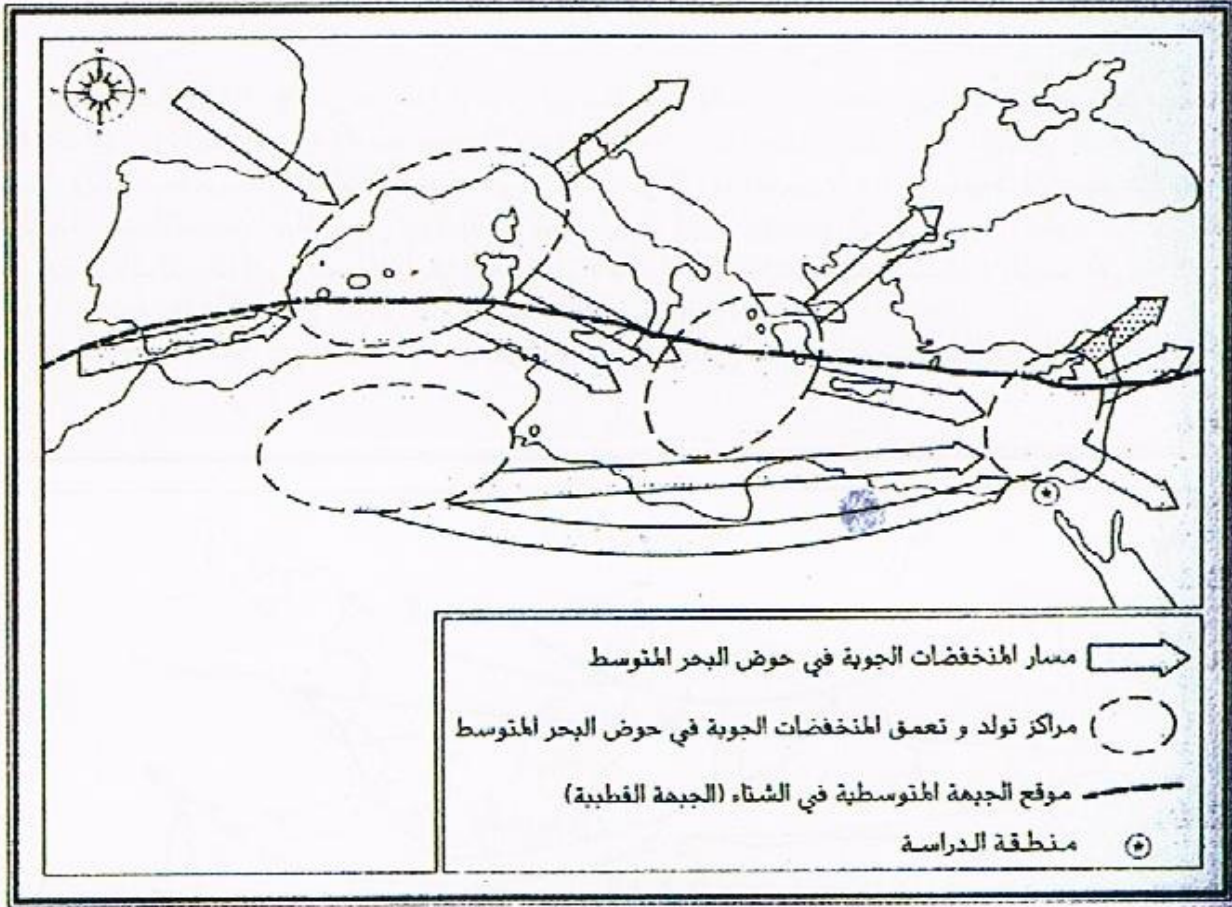 مسار المنخفضات الجوية في حوض البحر المتوسط
مراكز تولد و تعمق المنخفضات الجوية في حوض البحر المتوسط
موقع الجبهة المتوسطية في الشتاء (الجبهة القطبية)
منطقة الدراسة